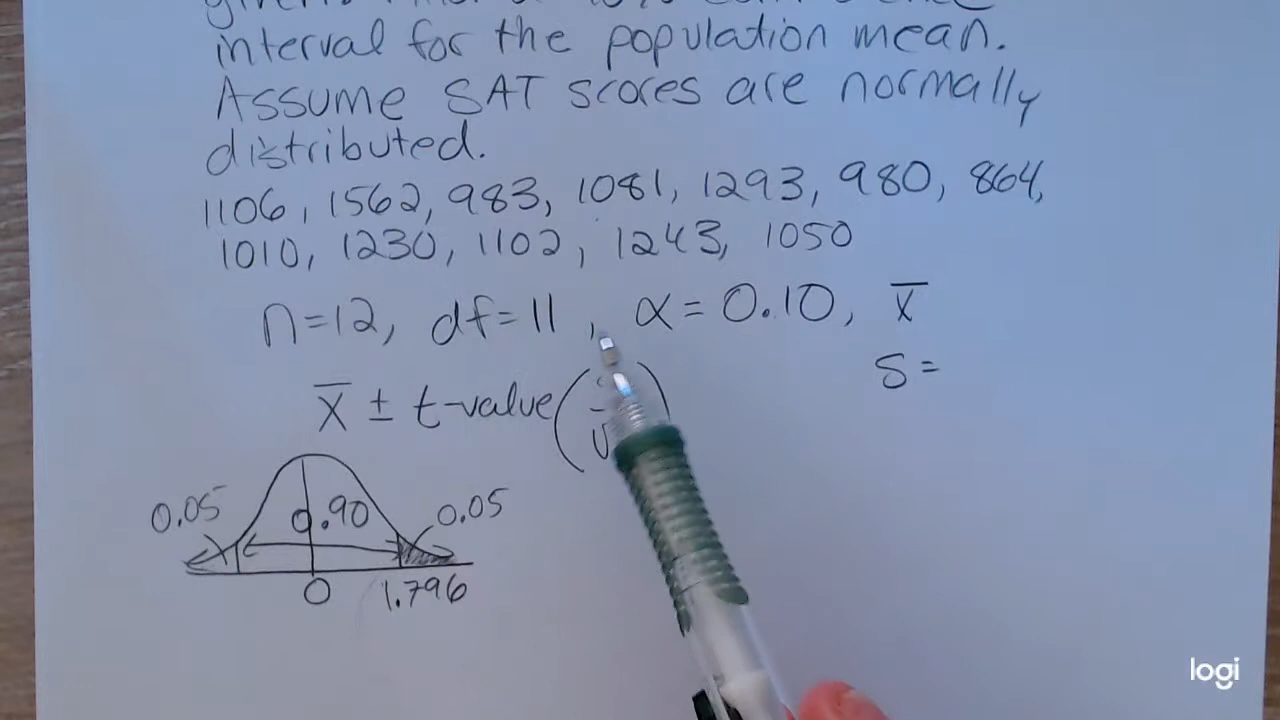 interval for the population mean.
Assume SAT scores are normally
distributed.
1106, 1562, 983, 1081, 1293, 980, 864,
1010, 1230, 1102, 1243, 1050
n=12, df=11, α=0.10, x̄
s=
x̄ ± t-value(
0.05 0.90 0.05
0 1.796
logi